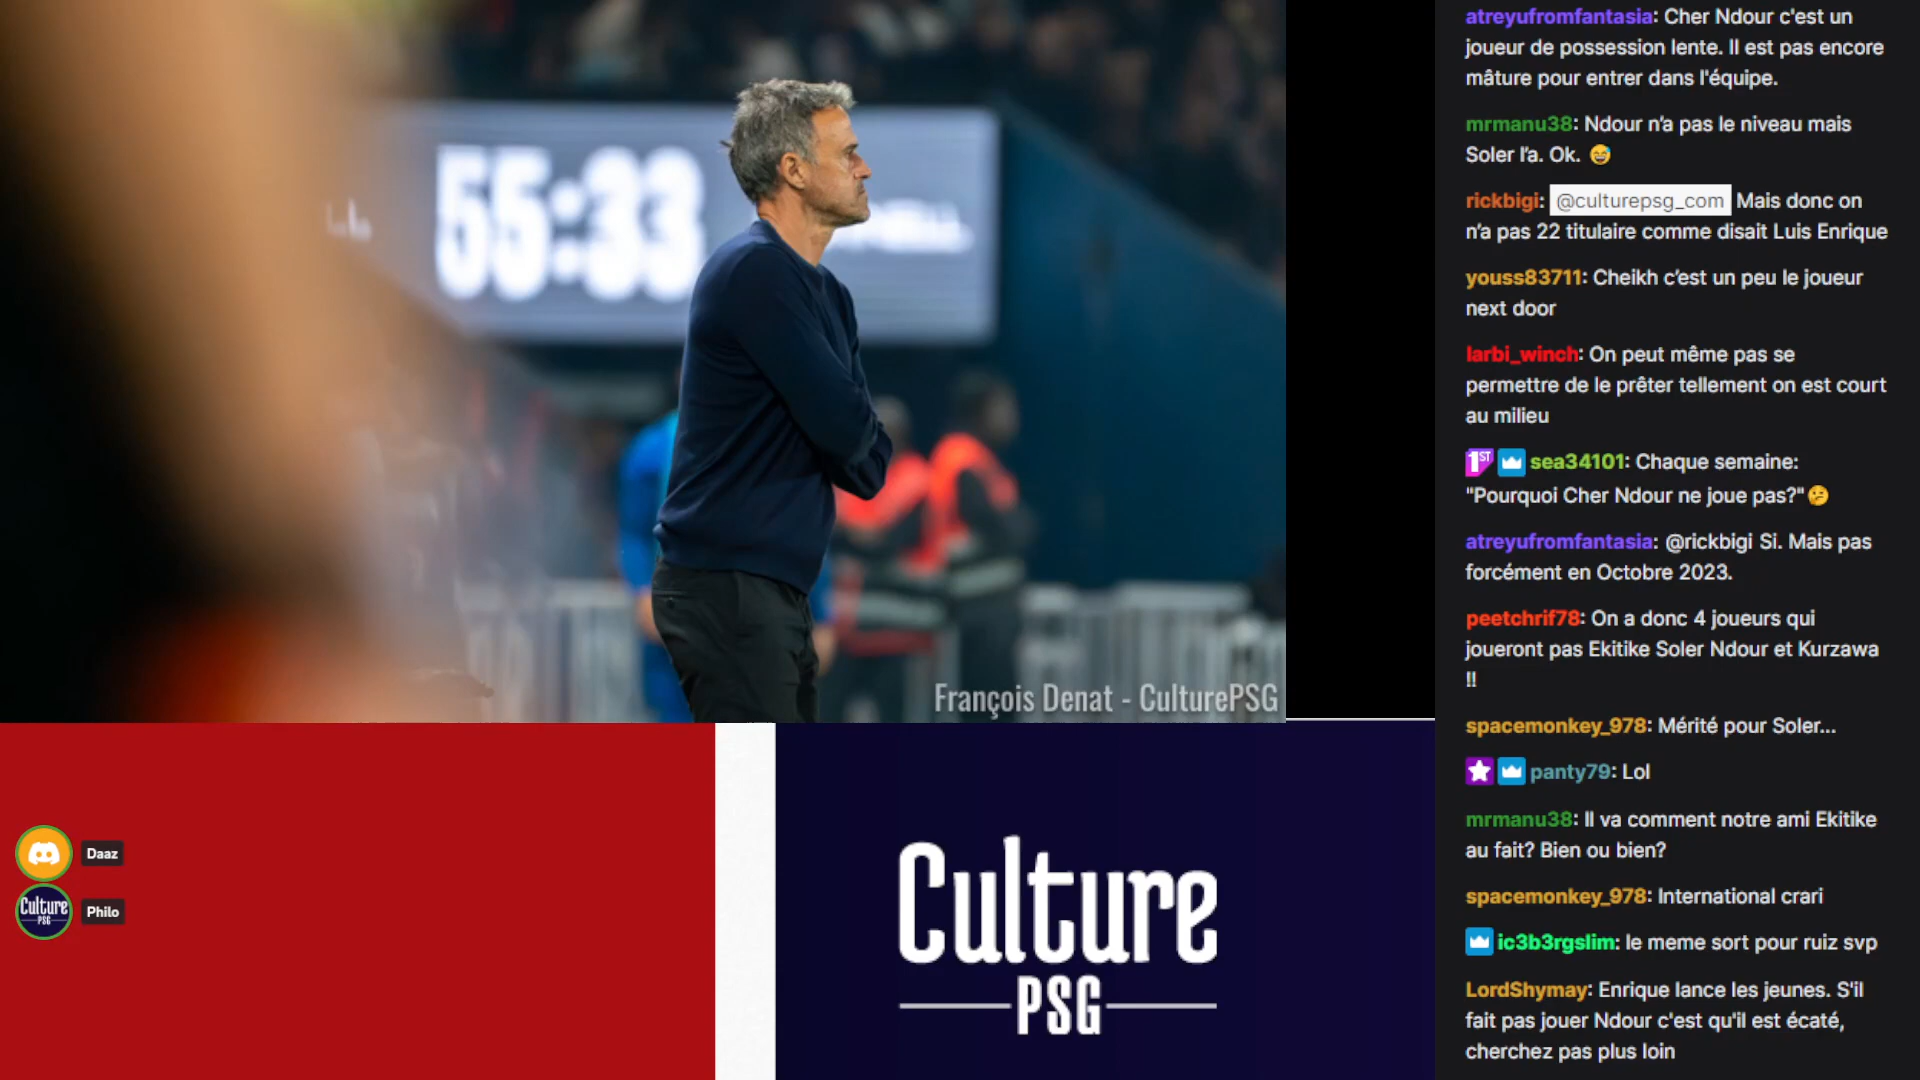 55:33
François Denat - CulturePSG
Daaz
Culture
PSG
Philo
Culture
PSG
atreyufromfantasia: Cher Ndour c'est un
joueur de possession lente. Il est pas encore
mâture pour entrer dans l'équipe.
mrmanu38: Ndour n’a pas le niveau mais
Soler l’a. Ok. 😅
rickbigi: @culturepsg_com Mais donc on
n’a pas 22 titulaire comme disait Luis Enrique
youss83711: Cheikh c’est un peu le joueur
next door
larbi_winch: On peut même pas se
permettre de le prêter tellement on est court
au milieu
1ST sea34101: Chaque semaine:
"Pourquoi Cher Ndour ne joue pas?"🤔
atreyufromfantasia: @rickbigi Si. Mais pas
forcément en Octobre 2023.
peetchrif78: On a donc 4 joueurs qui
joueront pas Ekitike Soler Ndour et Kurzawa
!!
spacemonkey_978: Mérité pour Soler...
panty79: Lol
mrmanu38: Il va comment notre ami Ekitike
au fait? Bien ou bien?
spacemonkey_978: International crari
ic3b3rgslim: le meme sort pour ruiz svp
LordShymay: Enrique lance les jeunes. S'il
fait pas jouer Ndour c'est qu'il est écaté,
cherchez pas plus loin